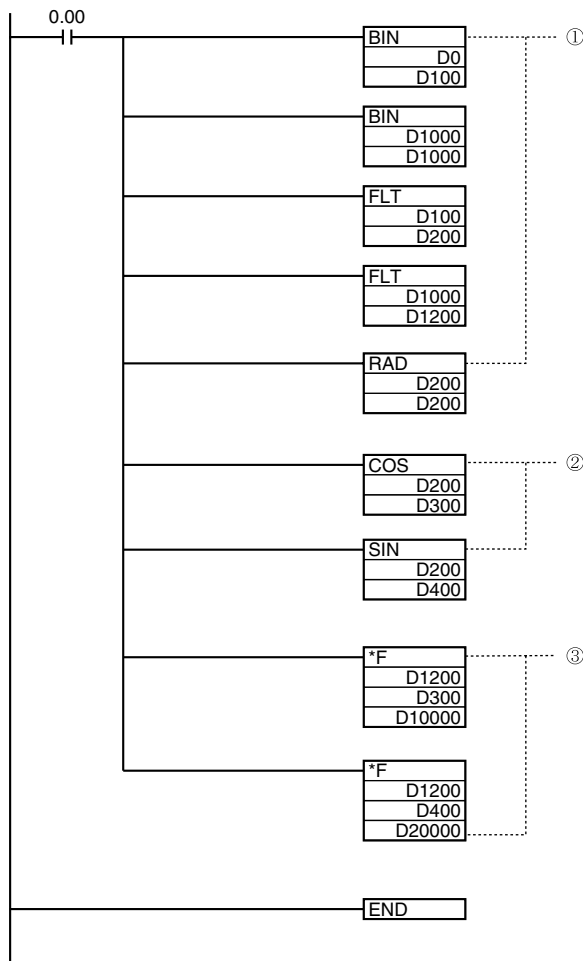 0.00
BIN
①
D0
D100
BIN
D1000
D1000
FLT
D100
D200
FLT
D1000
D1200
RAD
D200
D200
COS
②
D200
D300
SIN
D200
D400
*F
③
D1200
D300
D10000
*F
D1200
D400
D20000
END